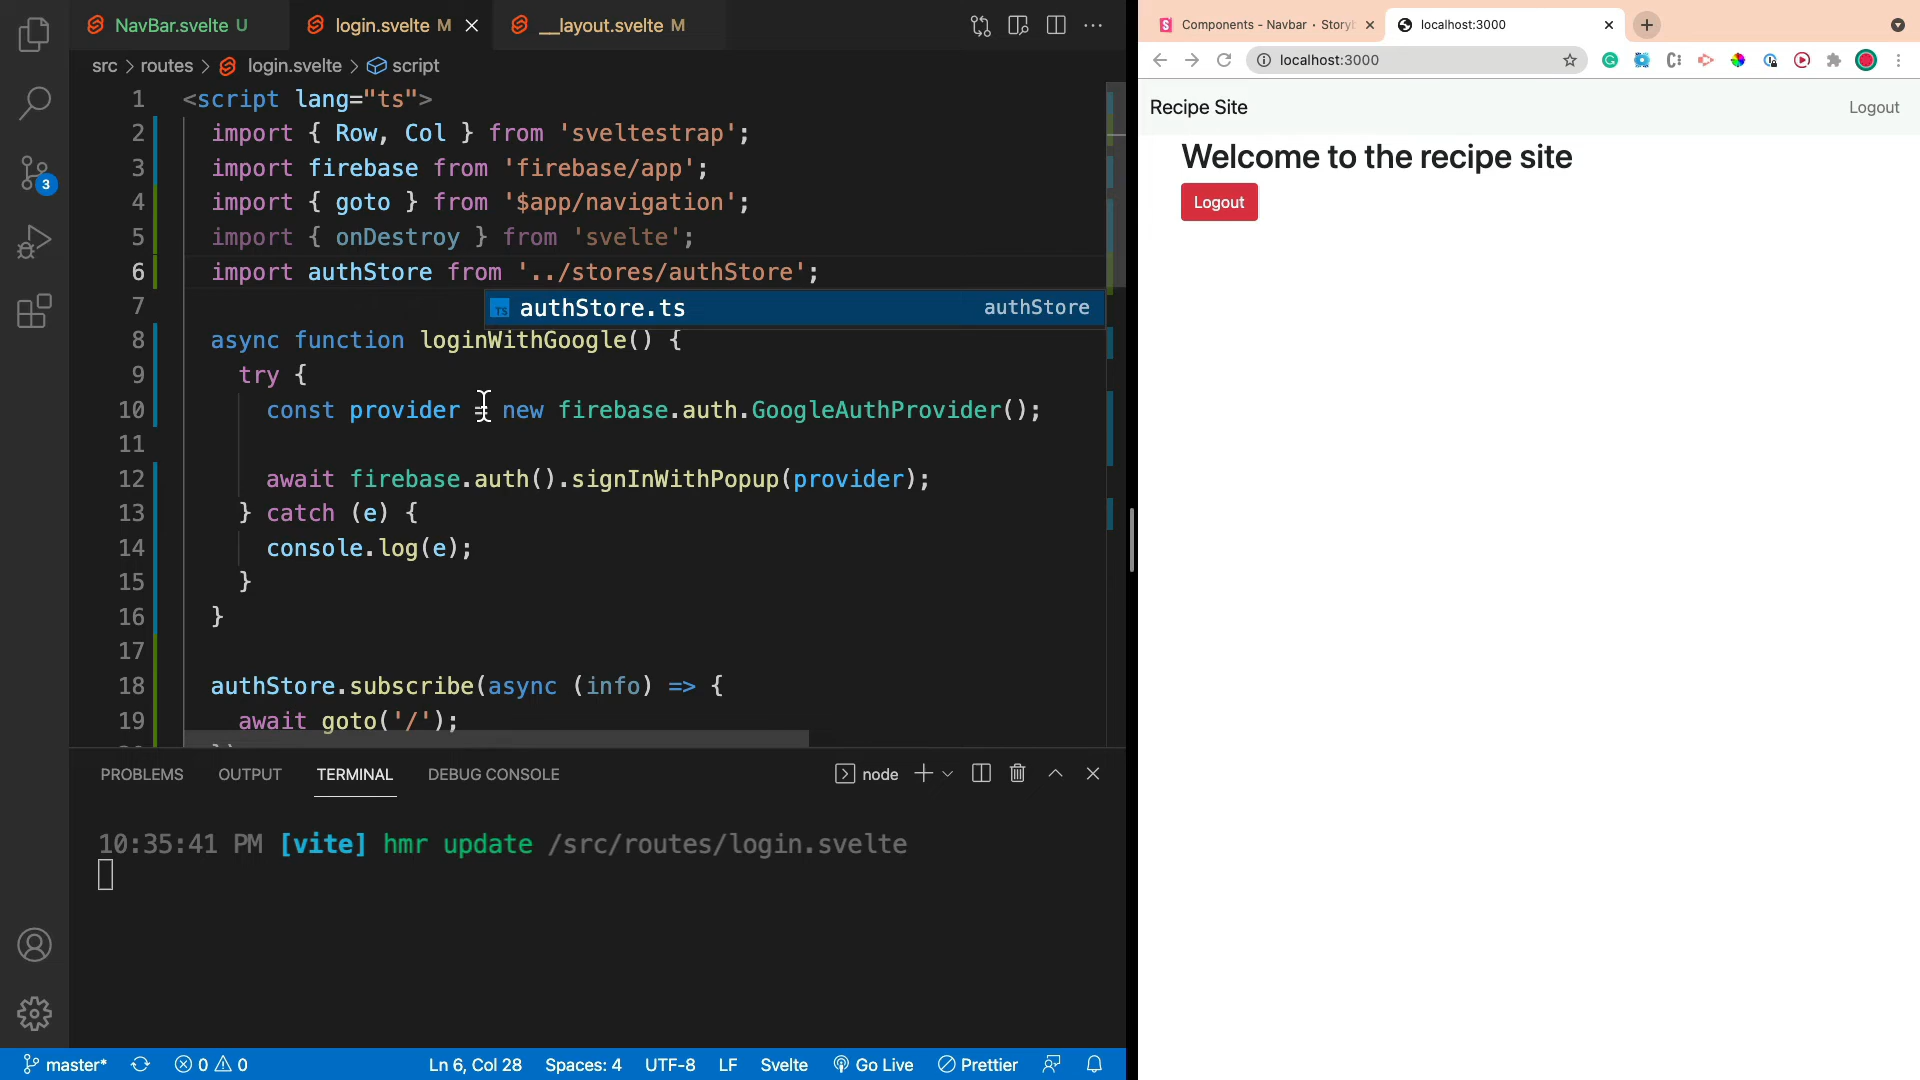 NavBar.svelte U
login.svelte M
__layout.svelte M
src > routes > login.svelte > script
1 <script lang="ts">
2 import { Row, Col } from 'sveltestrap';
3 import firebase from 'firebase/app';
4 import { goto } from '$app/navigation';
5 import { onDestroy } from 'svelte';
6 import authStore from '../stores/authStore';
7
authStore.ts authStore
8 async function loginWithGoogle() {
9 try {
10 const provider = new firebase.auth.GoogleAuthProvider();
11
12 await firebase.auth().signInWithPopup(provider);
13 } catch (e) {
14 console.log(e);
15 }
16 }
17
18 authStore.subscribe(async (info) => {
19 await goto('/');
3
PROBLEMS OUTPUT TERMINAL DEBUG CONSOLE node
10:35:41 PM [vite] hmr update /src/routes/login.svelte
master* 0 0 Ln 6, Col 28 Spaces: 4 UTF-8 LF Svelte Go Live Prettier
Components - Navbar · Story
localhost:3000
localhost:3000
Recipe Site Logout
Welcome to the recipe site
Logout